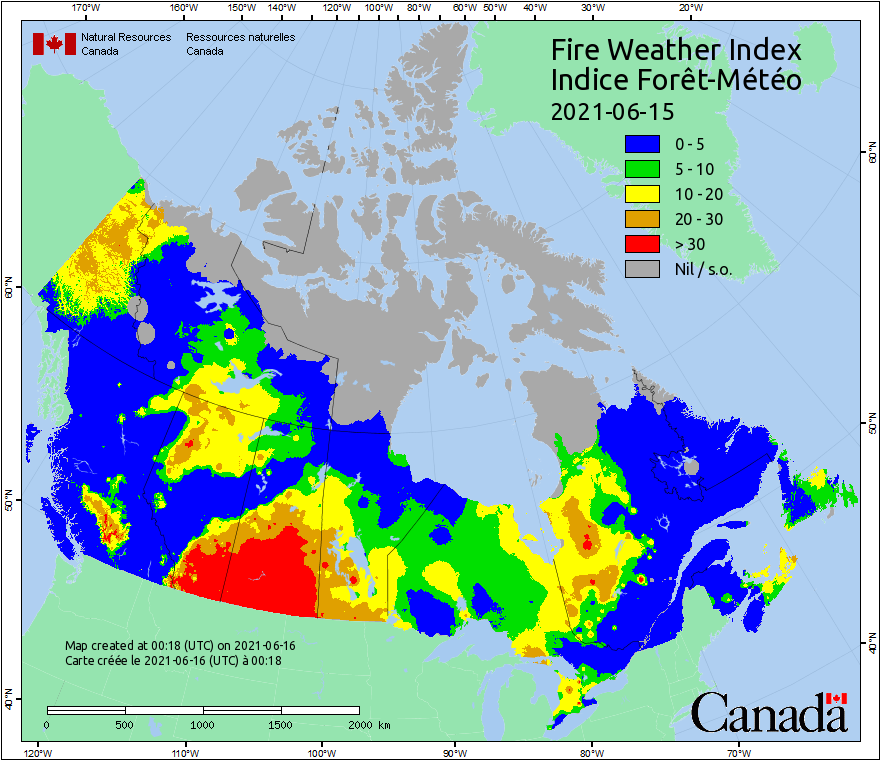 170°W 160°W 150°W 140°W 120°W 100°W 80°W 60°W 50°W 40°W 30°W 20°W
Natural Resources Canada
Ressources naturelles Canada
Fire Weather Index
Indice Forêt-Météo
2021-06-15
0 - 5
5 - 10
10 - 20
20 - 30
> 30
Nil / s.o.
60°N
50°N
40°N
60°N
50°N
40°N
Map created at 00:18 (UTC) on 2021-06-16
Carte créée le 2021-06-16 (UTC) à 00:18
0 500 1000 1500 2000 km
Canada
120°W 110°W 100°W 90°W 80°W 70°W